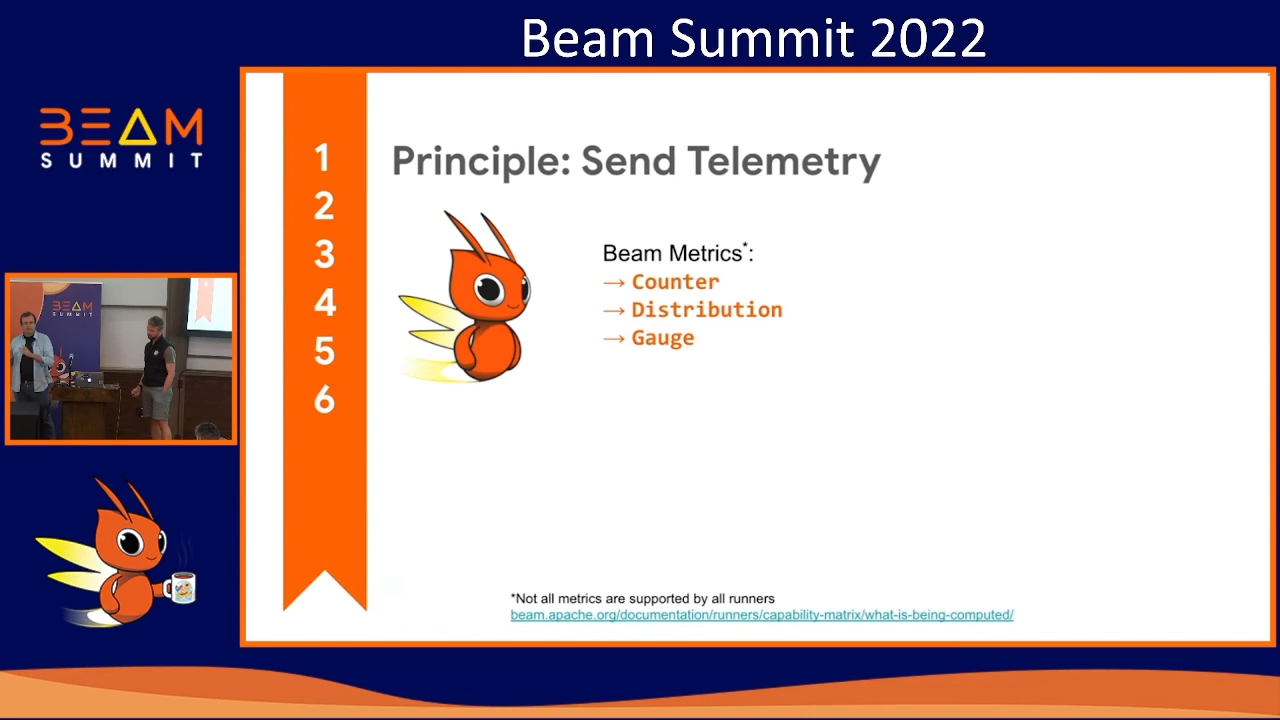 Beam Summit 2022
BEAM
SUMMIT
1
2
3
4
5
6
Principle: Send Telemetry
Beam Metrics*:
→ Counter
→ Distribution
→ Gauge
*Not all metrics are supported by all runners
beam.apache.org/documentation/runners/capability-matrix/what-is-being-computed/
BEAM
SUMMIT